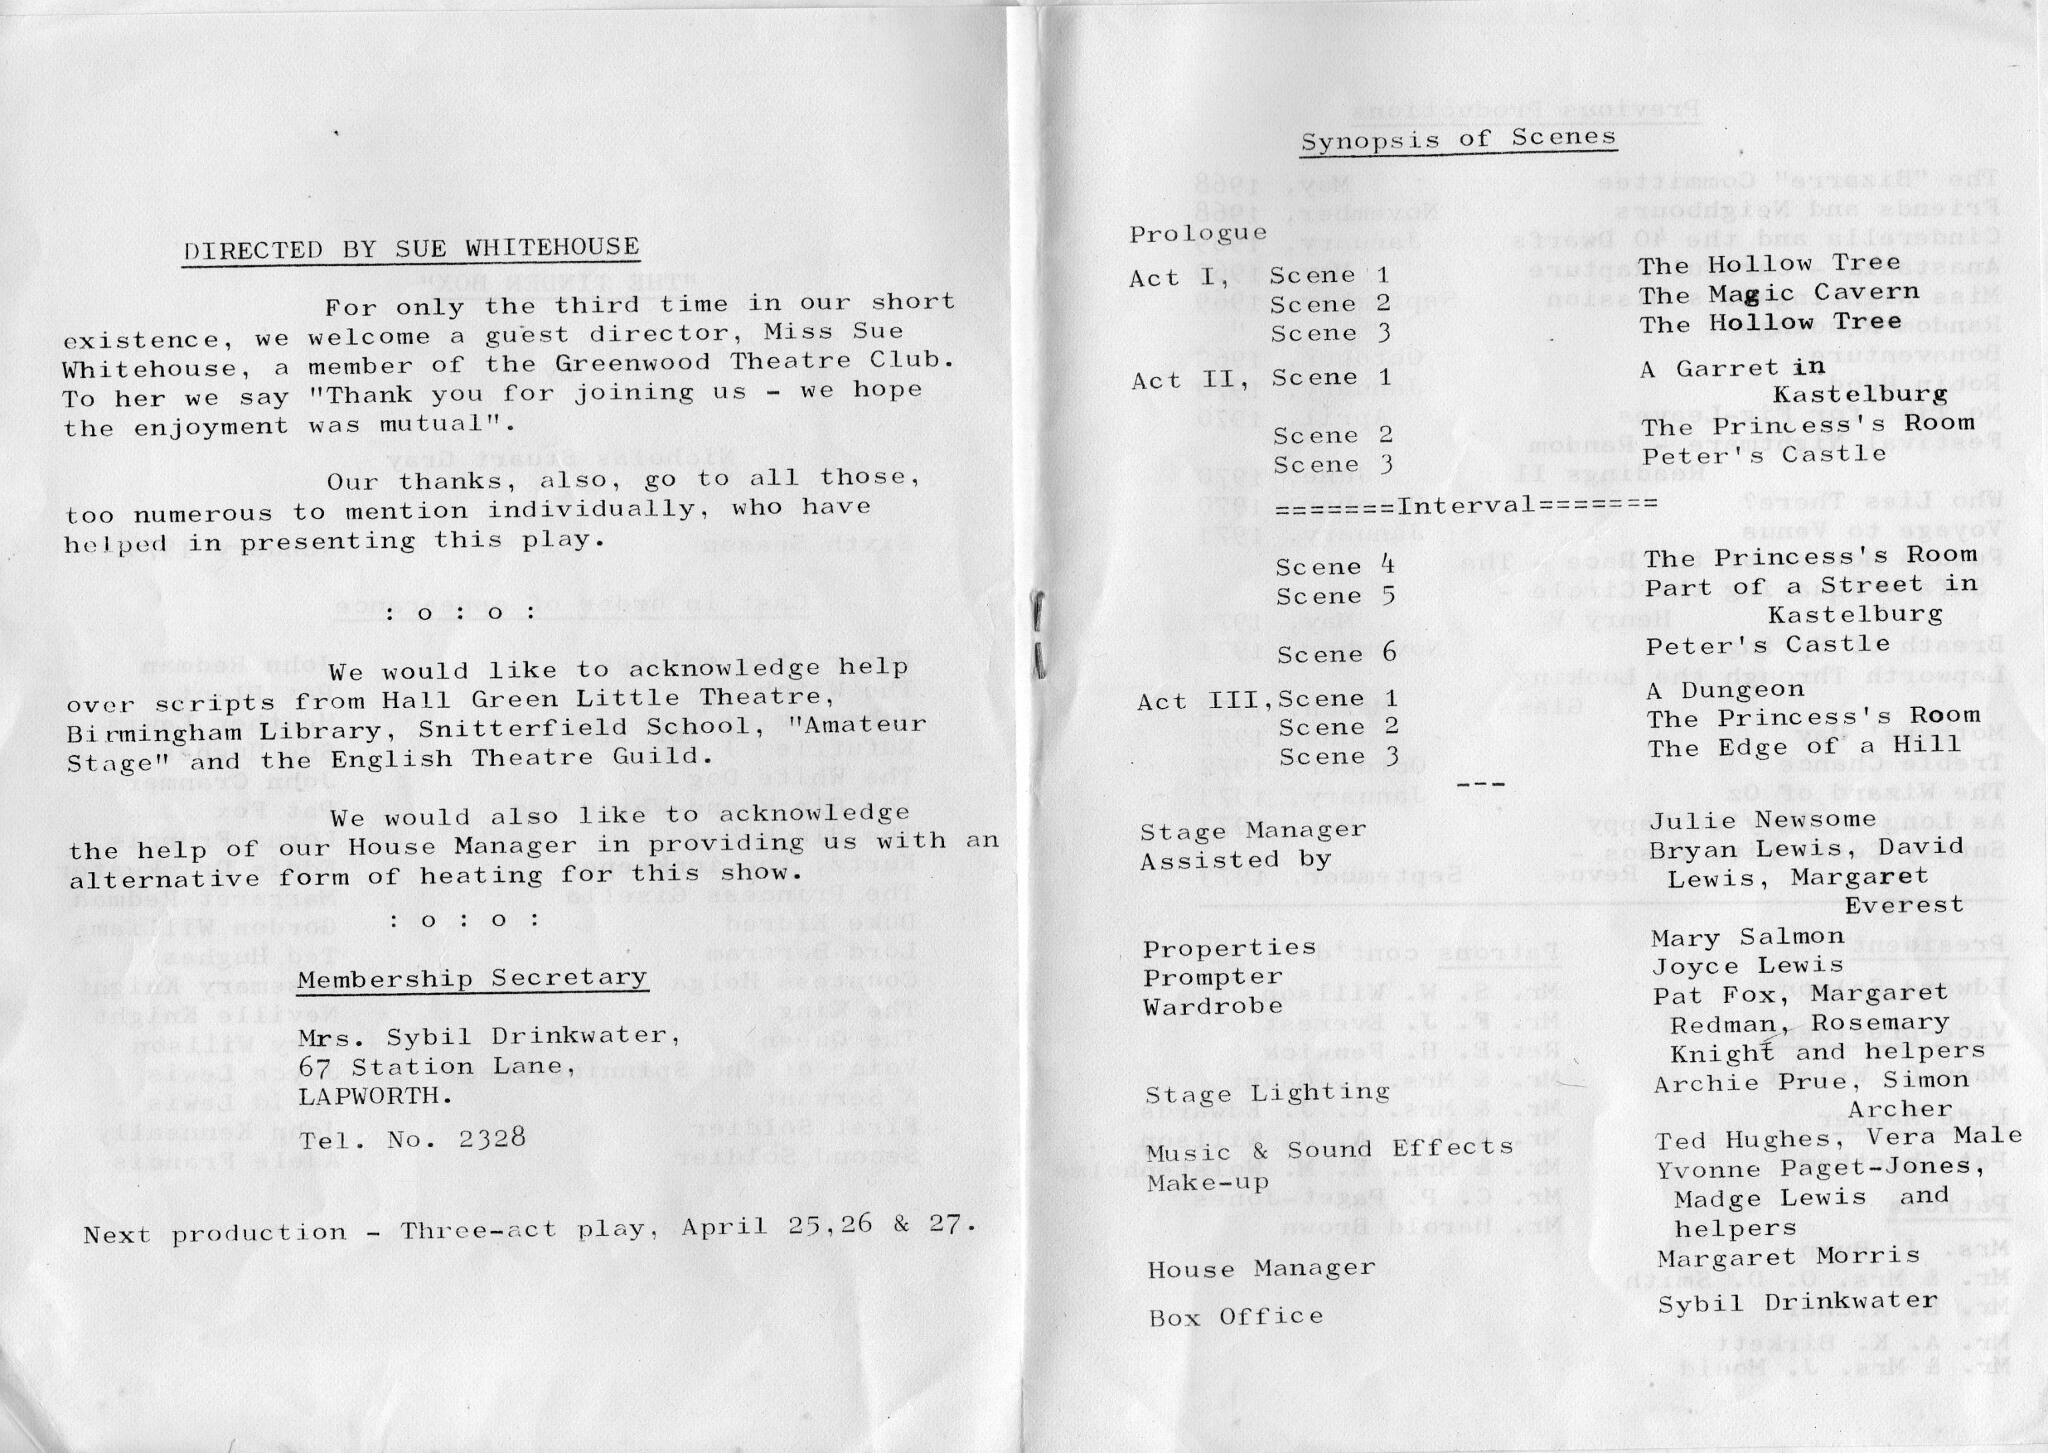 DIRECTED BY SUE WHITEHOUSE
For only the third time in our short
existence, we welcome a guest director, Miss Sue
Whitehouse, a member of the Greenwood Theatre Club.
To her we say "Thank you for joining us - we hope
the enjoyment was mutual".
Our thanks, also, go to all those,
too numerous to mention individually, who have
helped in presenting this play.
: o : o :
We would like to acknowledge help
over scripts from Hall Green Little Theatre,
Birmingham Library, Snitterfield School, "Amateur
Stage" and the English Theatre Guild.
We would also like to acknowledge
the help of our House Manager in providing us with an
alternative form of heating for this show.
: o : o :
Membership Secretary
Mrs. Sybil Drinkwater,
67 Station Lane,
LAPWORTH.
Tel. No. 2328
Next production - Three-act play, April 25,26 & 27.
Synopsis of Scenes
Prologue
Act I, Scene 1 The Hollow Tree
Scene 2 The Magic Cavern
Scene 3 The Hollow Tree
Act II, Scene 1 A Garret in
Kastelburg
Scene 2 The Princess's Room
Scene 3 Peter's Castle
=======Interval=======
Scene 4 The Princess's Room
Scene 5 Part of a Street in
Kastelburg
Scene 6 Peter's Castle
Act III, Scene 1 A Dungeon
Scene 2 The Princess's Room
Scene 3 The Edge of a Hill
---
Stage Manager Julie Newsome
Assisted by Bryan Lewis, David
Lewis, Margaret
Everest
Properties Mary Salmon
Prompter Joyce Lewis
Wardrobe Pat Fox, Margaret
Redman, Rosemary
Knight and helpers
Stage Lighting Archie Prue, Simon
Archer
Music & Sound Effects Ted Hughes, Vera Male
Make-up Yvonne Paget-Jones,
Madge Lewis and
helpers
House Manager Margaret Morris
Box Office Sybil Drinkwater